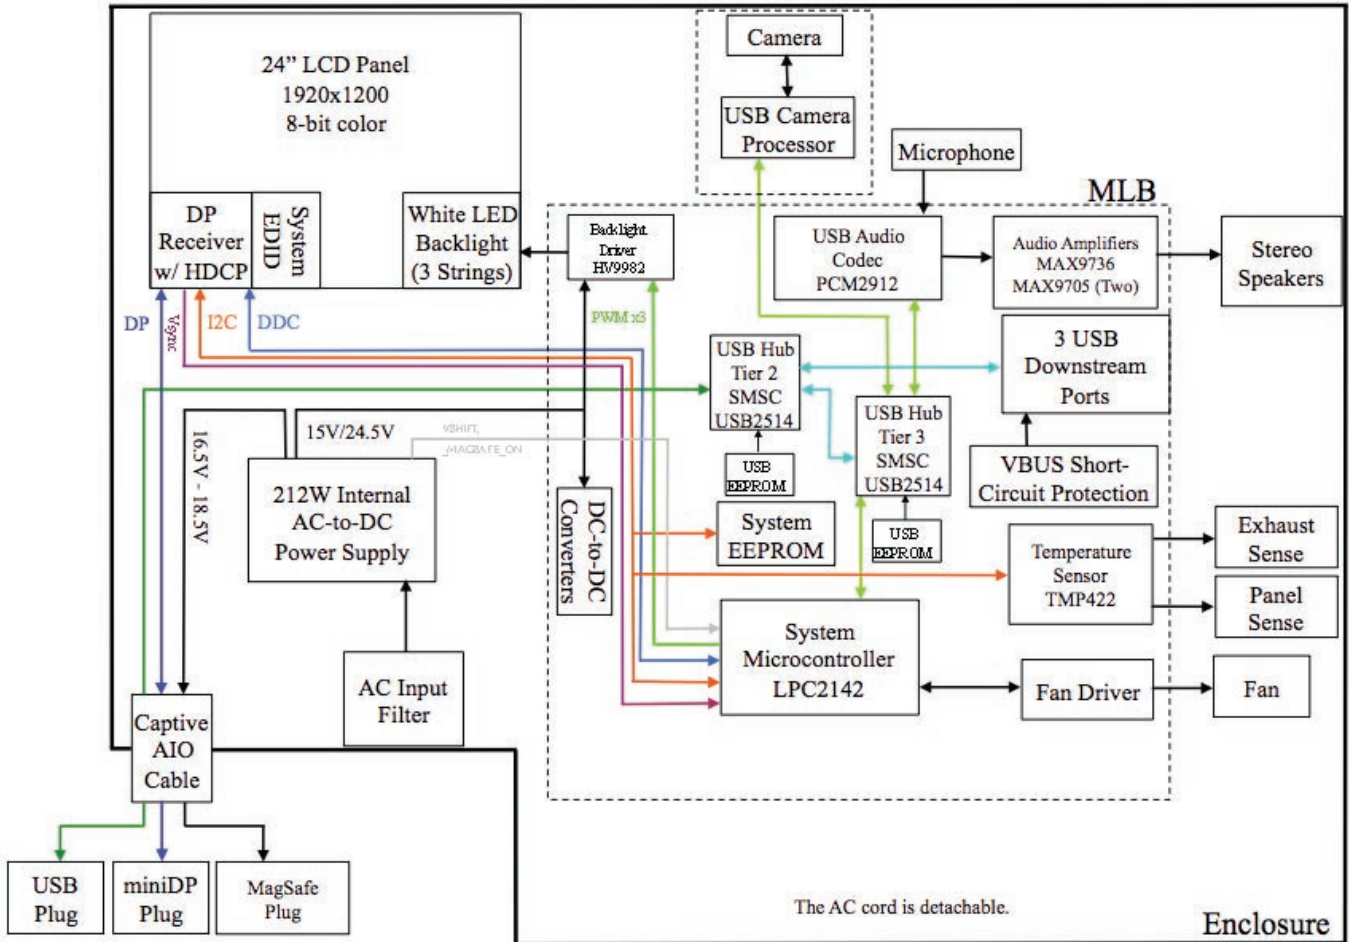 24” LCD Panel
1920x1200
8-bit color
DP
Receiver
w/ HDCP
System
EDID
White LED
Backlight
(3 Strings)
Camera
USB Camera
Processor
Microphone
MLB
Backlight
Driver
HV9982
USB Audio
Codec
PCM2912
Audio Amplifiers
MAX9736
MAX9705 (Two)
Stereo
Speakers
DP
Vsync
I2C
DDC
PWM x3
USB Hub
Tier 2
SMSC
USB2514
3 USB
Downstream
Ports
USB Hub
Tier 3
SMSC
USB2514
15V/24.5V
VSHIFT,
_MAGSAFE_ON
16.5V - 18.5V
212W Internal
AC-to-DC
Power Supply
DC-to-DC
Converters
USB
EEPROM
VBUS Short-
Circuit Protection
System
EEPROM
USB
EEPROM
Temperature
Sensor
TMP422
Exhaust
Sense
Panel
Sense
System
Microcontroller
LPC2142
Fan Driver
Fan
AC Input
Filter
Captive
AIO
Cable
USB
Plug
miniDP
Plug
MagSafe
Plug
The AC cord is detachable.
Enclosure